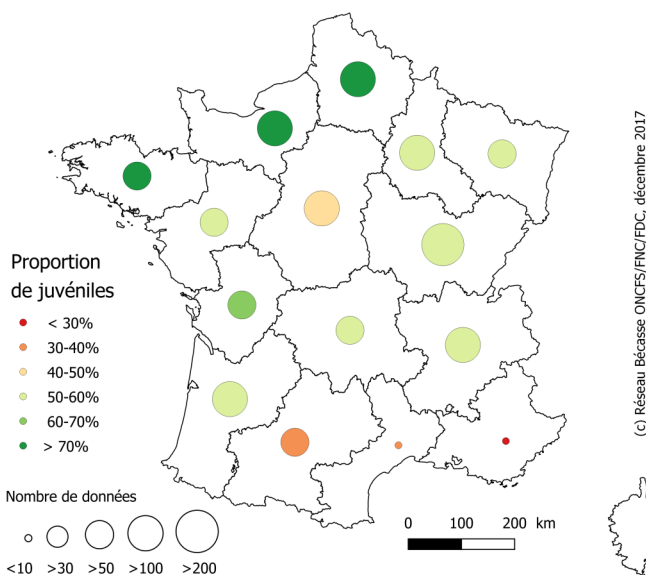 Proportion
de juvéniles
< 30%
30-40%
40-50%
50-60%
60-70%
> 70%
Nombre de données
<10 >30 >50 >100 >200
0 100 200 km
(c) Réseau Bécasse ONCFS/FNC/FDC, décembre 2017